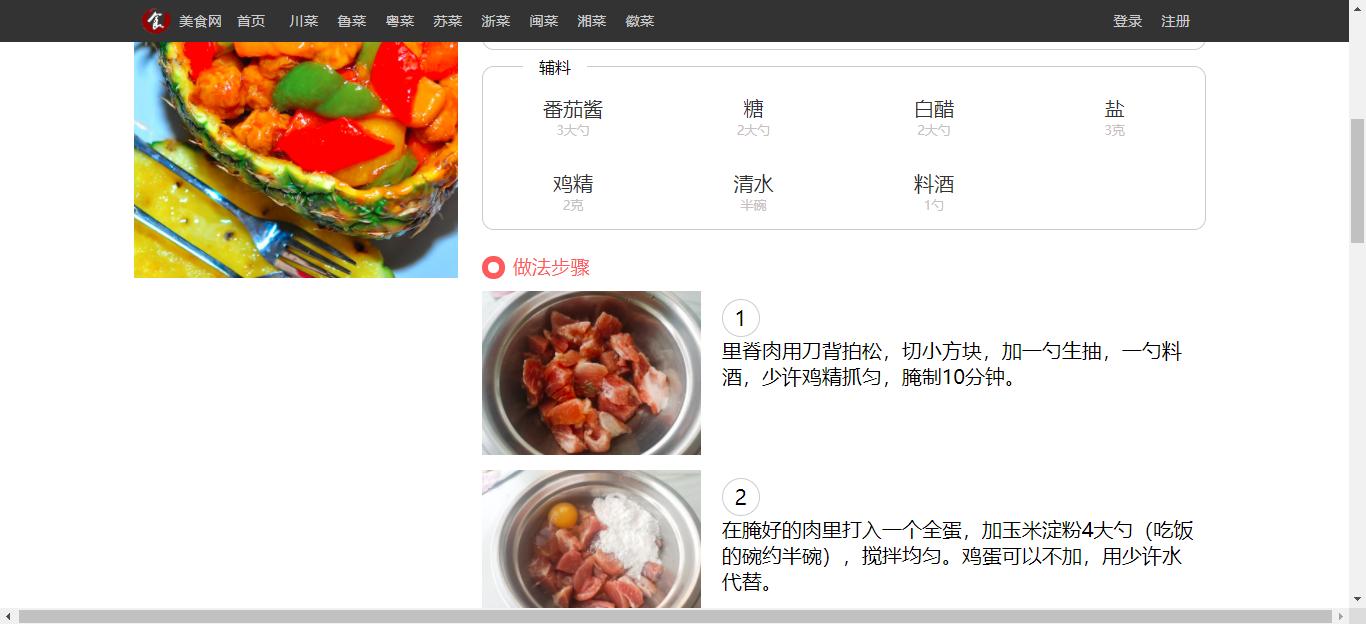 食 美食网 首页 川菜 鲁菜 粤菜 苏菜 浙菜 闽菜 湘菜 徽菜 登录 注册
辅料
番茄酱 糖 白醋 盐
3大勺 2大勺 2大勺 3克
鸡精 清水 料酒
2克 半碗 1勺
做法步骤
1
里脊肉用刀背拍松，切小方块，加一勺生抽，一勺料
酒，少许鸡精抓匀，腌制10分钟。
2
在腌好的肉里打入一个全蛋，加玉米淀粉4大勺（吃饭
的碗约半碗），搅拌均匀。鸡蛋可以不加，用少许水
代替。